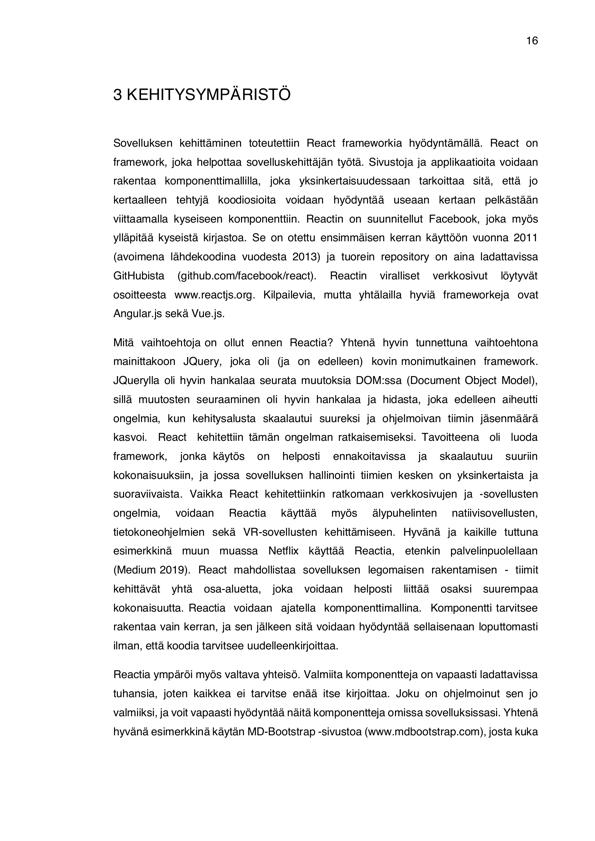 16
3 KEHITYSYMPÄRISTÖ
Sovelluksen kehittäminen toteutettiin React frameworkia hyödyntämällä. React on
framework, joka helpottaa sovelluskehittäjän työtä. Sivustoja ja applikaatioita voidaan
rakentaa komponenttimallilla, joka yksinkertaisuudessaan tarkoittaa sitä, että jo
kertaalleen tehtyjä koodiosioita voidaan hyödyntää useaan kertaan pelkästään
viittaamalla kyseiseen komponenttiin. Reactin on suunnitellut Facebook, joka myös
ylläpitää kyseistä kirjastoa. Se on otettu ensimmäisen kerran käyttöön vuonna 2011
(avoimena lähdekoodina vuodesta 2013) ja tuorein repository on aina ladattavissa
GitHubista (github.com/facebook/react). Reactin viralliset verkkosivut löytyvät
osoitteesta www.reactjs.org. Kilpailevia, mutta yhtälailla hyviä frameworkeja ovat
Angular.js sekä Vue.js.
Mitä vaihtoehtoja on ollut ennen Reactia? Yhtenä hyvin tunnettuna vaihtoehtona
mainittakoon JQuery, joka oli (ja on edelleen) kovin monimutkainen framework.
JQuerylla oli hyvin hankalaa seurata muutoksia DOM:ssa (Document Object Model),
sillä muutosten seuraaminen oli hyvin hankalaa ja hidasta, joka edelleen aiheutti
ongelmia, kun kehitysalusta skaalautui suureksi ja ohjelmoivan tiimin jäsenmäärä
kasvoi. React kehitettiin tämän ongelman ratkaisemiseksi. Tavoitteena oli luoda
framework, jonka käytös on helposti ennakoitavissa ja skaalautuu suuriin
kokonaisuuksiin, ja jossa sovelluksen hallinointi tiimien kesken on yksinkertaista ja
suoraviivaista. Vaikka React kehitettiinkin ratkomaan verkkosivujen ja -sovellusten
ongelmia, voidaan Reactia käyttää myös älypuhelinten natiivisovellusten,
tietokoneohjelmien sekä VR-sovellusten kehittämiseen. Hyvänä ja kaikille tuttuna
esimerkkinä muun muassa Netflix käyttää Reactia, etenkin palvelinpuolellaan
(Medium 2019). React mahdollistaa sovelluksen legomaisen rakentamisen - tiimit
kehittävät yhtä osa-aluetta, joka voidaan helposti liittää osaksi suurempaa
kokonaisuutta. Reactia voidaan ajatella komponenttimallina. Komponentti tarvitsee
rakentaa vain kerran, ja sen jälkeen sitä voidaan hyödyntää sellaisenaan loputtomasti
ilman, että koodia tarvitsee uudelleenkirjoittaa.
Reactia ympäröi myös valtava yhteisö. Valmiita komponentteja on vapaasti ladattavissa
tuhansia, joten kaikkea ei tarvitse enää itse kirjoittaa. Joku on ohjelmoinut sen jo
valmiiksi, ja voit vapaasti hyödyntää näitä komponentteja omissa sovelluksissasi. Yhtenä
hyvänä esimerkkinä käytän MD-Bootstrap -sivustoa (www.mdbootstrap.com), josta kuka